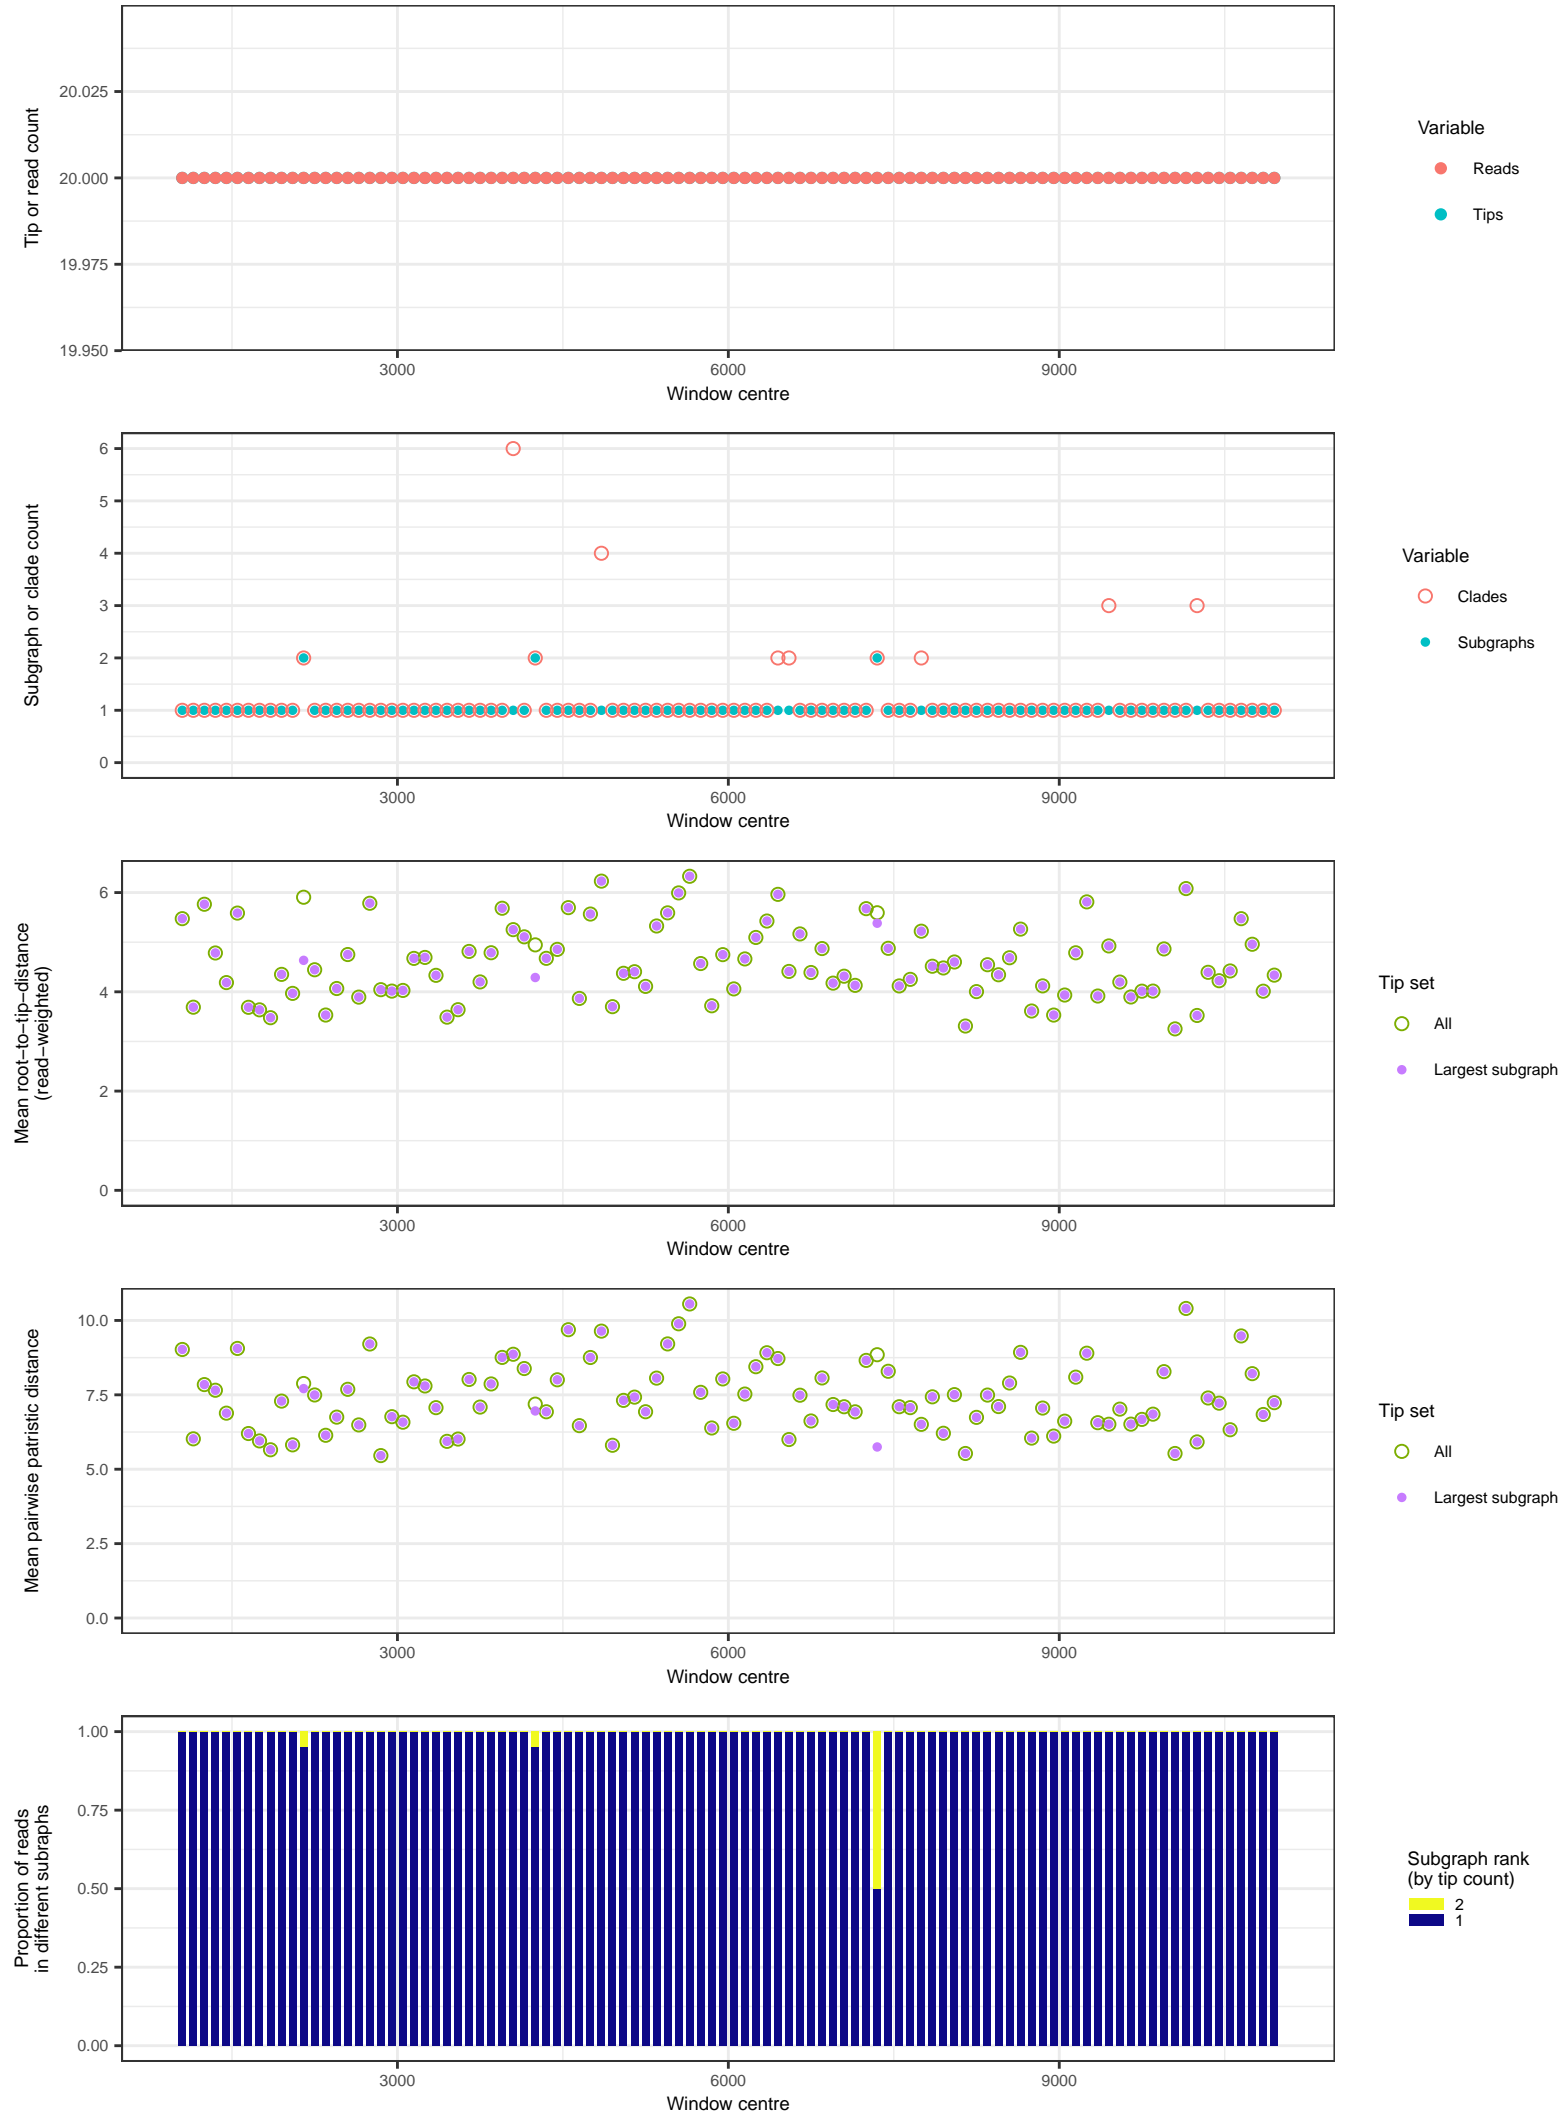 20.025
20.000
19.975
19.950
Tip or read count
3000
6000
9000
Window centre
Variable
Reads
Tips
6
5
4
3
2
1
0
Subgraph or clade count
3000
6000
9000
Window centre
Variable
Clades
Subgraphs
6
4
2
0
Mean root−to−tip−distance
(read−weighted)
3000
6000
9000
Window centre
Tip set
All
Largest subgraph
10.0
7.5
5.0
2.5
0.0
Mean pairwise patristic distance
3000
6000
9000
Window centre
Tip set
All
Largest subgraph
1.00
0.75
0.50
0.25
0.00
Proportion of reads
in different subraphs
3000
6000
9000
Window centre
Subgraph rank
(by tip count)
2
1